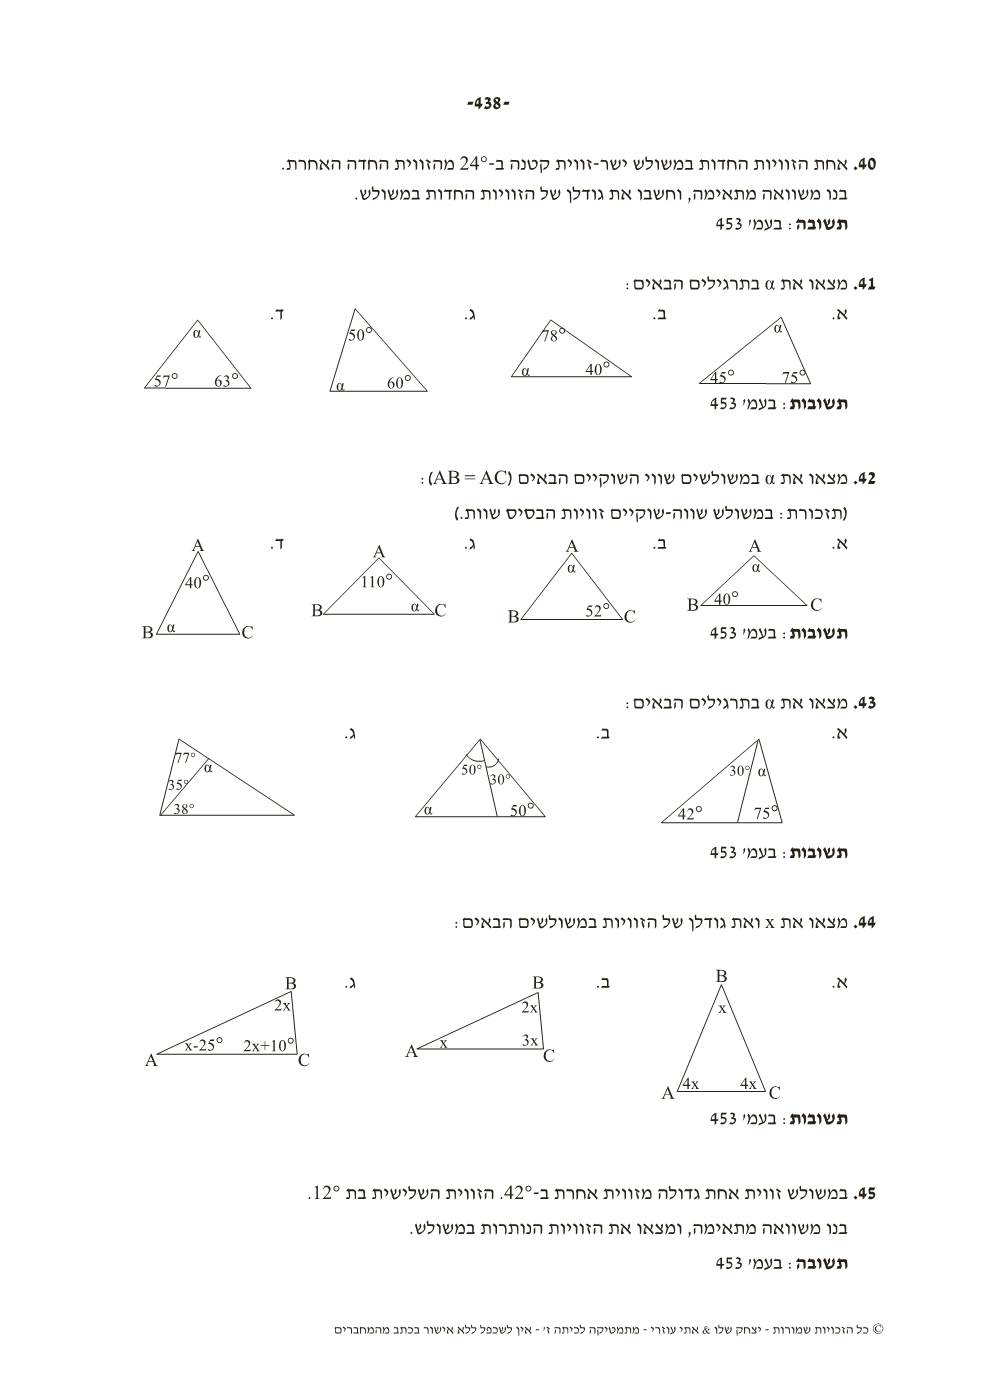 -438-
40. אחת הזוויות החדות במשולש ישר-זווית קטנה ב-24° מהזווית החדה האחרת.
בנו משוואה מתאימה, וחשבו את גודלן של הזוויות החדות במשולש.
תשובה: בעמ' 453
41. מצאו את α בתרגילים הבאים:
א. ב. ג. ד.
α 45° 75°
78° α 40°
50° α 60°
α 57° 63°
תשובות: בעמ' 453
42. מצאו את α במשולשים שווי השוקיים הבאים (AB = AC):
(תזכורת: במשולש שווה-שוקיים זוויות הבסיס שוות.)
א. ב. ג. ד.
A α B 40° C
A α B 52° C
A 110° B α C
A 40° B α C
תשובות: בעמ' 453
43. מצאו את α בתרגילים הבאים:
א. ב. ג.
30° α 42° 75°
50° 30° α 50°
77° α 35° 38°
תשובות: בעמ' 453
44. מצאו את x ואת גודלן של הזוויות במשולשים הבאים:
א. ב. ג.
B x A 4x 4x C
B 2x A x 3x C
B 2x A x-25° 2x+10° C
תשובות: בעמ' 453
45. במשולש זווית אחת גדולה מזווית אחרת ב-42°. הזווית השלישית בת 12°.
בנו משוואה מתאימה, ומצאו את הזוויות הנותרות במשולש.
תשובה: בעמ' 453
© כל הזכויות שמורות - יצחק שלו & אתי עוזרי - מתמטיקה לכיתה ז' - אין לשכפל ללא אישור בכתב מהמחברים